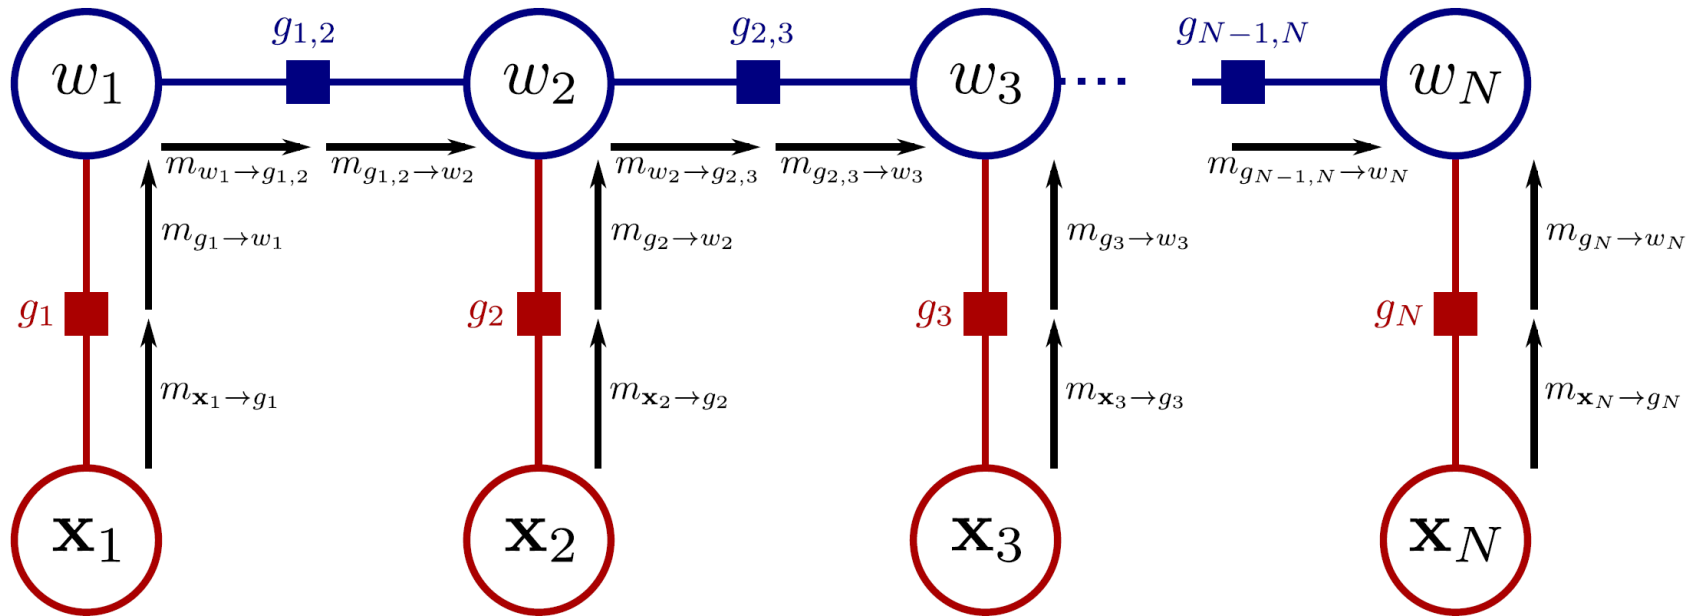 g_{1,2} g_{2,3} g_{N-1,N}
w_1 w_2 w_3 w_N
m_{w_1→g_{1,2}} m_{g_{1,2}→w_2} m_{w_2→g_{2,3}} m_{g_{2,3}→w_3} m_{g_{N-1,N}→w_N}
m_{g_1→w_1} m_{g_2→w_2} m_{g_3→w_3} m_{g_N→w_N}
g_1 g_2 g_3 g_N
m_{𝐱_1→g_1} m_{𝐱_2→g_2} m_{𝐱_3→g_3} m_{𝐱_N→g_N}
𝐱_1 𝐱_2 𝐱_3 𝐱_N